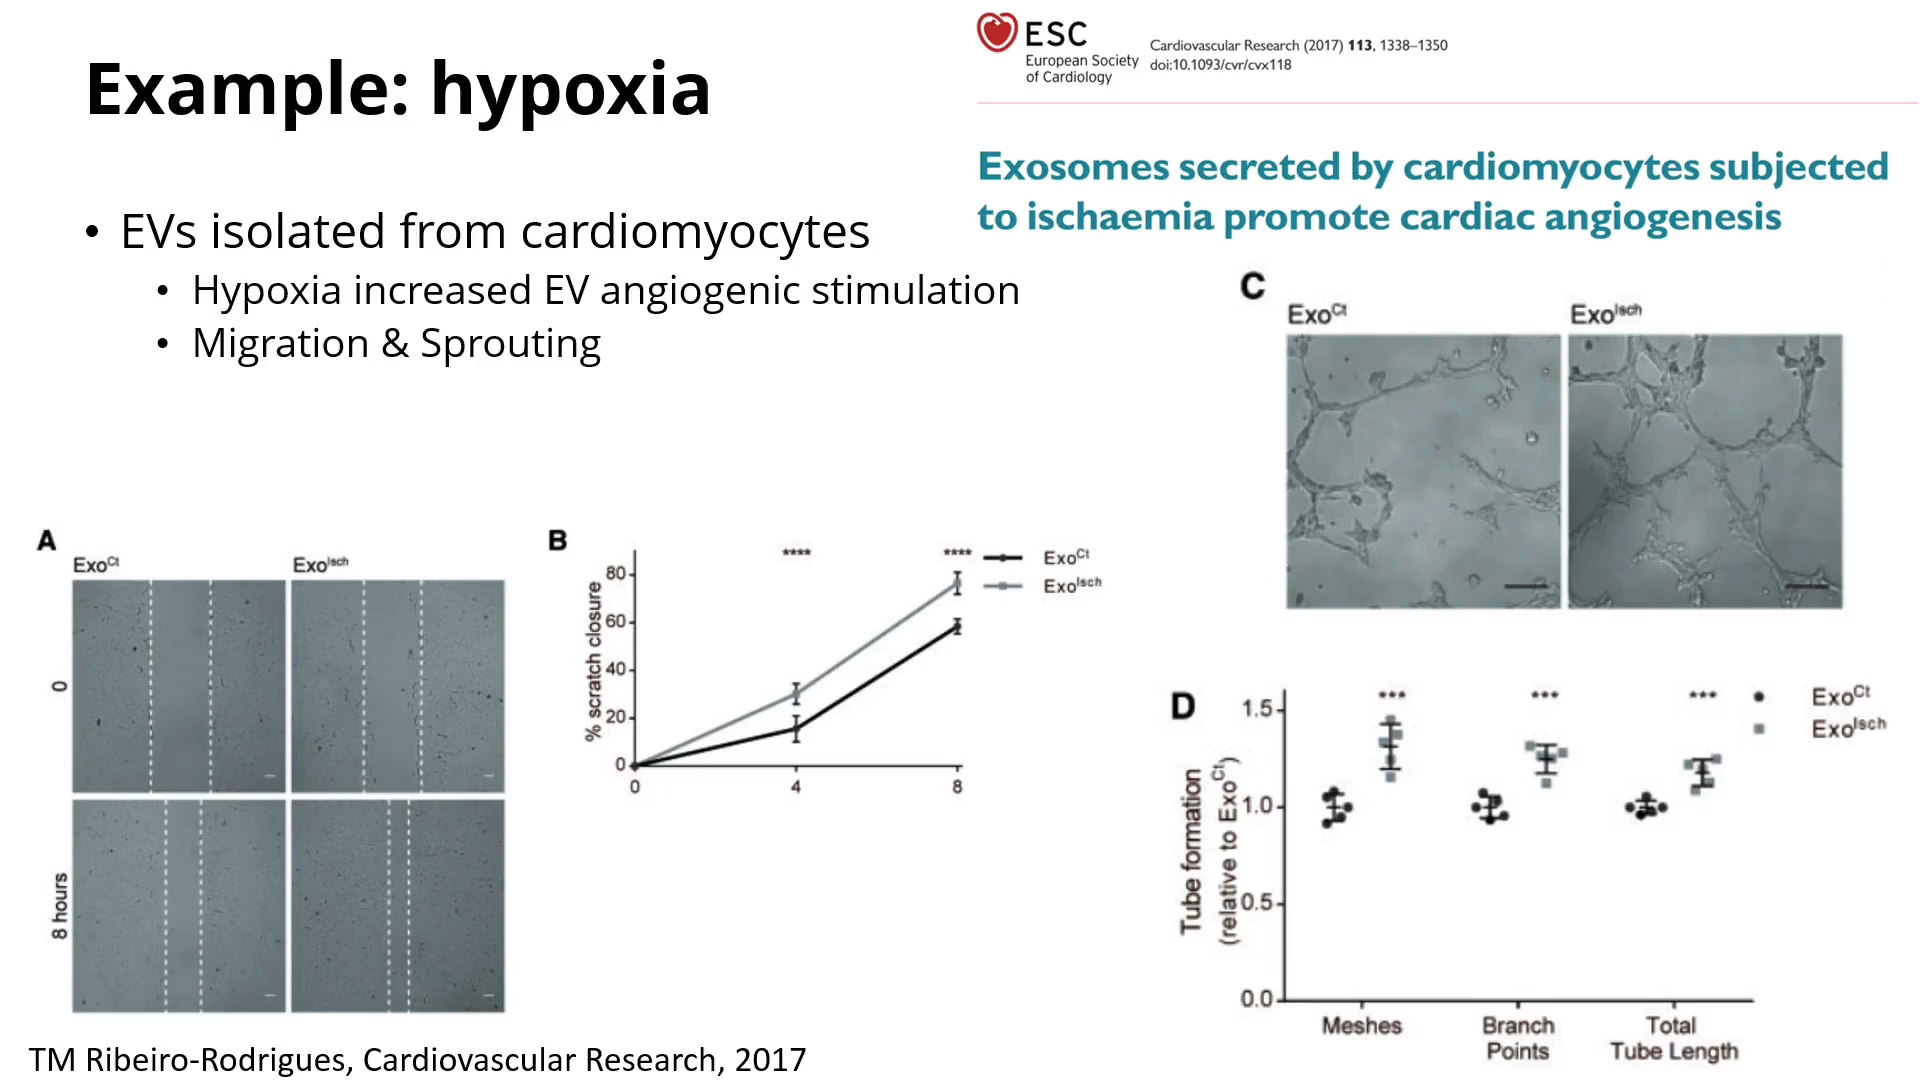 Example: hypoxia
• EVs isolated from cardiomyocytes
• Hypoxia increased EV angiogenic stimulation
• Migration & Sprouting
ESC
European Society
of Cardiology
Cardiovascular Research (2017) 113, 1338–1350
doi:10.1093/cvr/cvx118
Exosomes secreted by cardiomyocytes subjected
to ischaemia promote cardiac angiogenesis
A
ExoCt
ExoIsch
0
8 hours
B
**** ****
ExoCt
ExoIsch
% scratch closure
80
60
40
20
0
0 4 8
C
ExoCt
ExoIsch
D
*** *** ***
ExoCt
ExoIsch
Tube formation
(relative to ExoCt)
1.5
1.0
0.5
0.0
Meshes
Branch
Points
Total
Tube Length
TM Ribeiro-Rodrigues, Cardiovascular Research, 2017